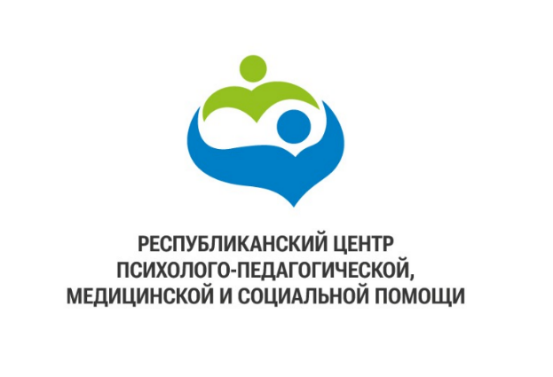 РЕСПУБЛИКАНСКИЙ ЦЕНТР
ПСИХОЛОГО-ПЕДАГОГИЧЕСКОЙ,
МЕДИЦИНСКОЙ И СОЦИАЛЬНОЙ ПОМОЩИ